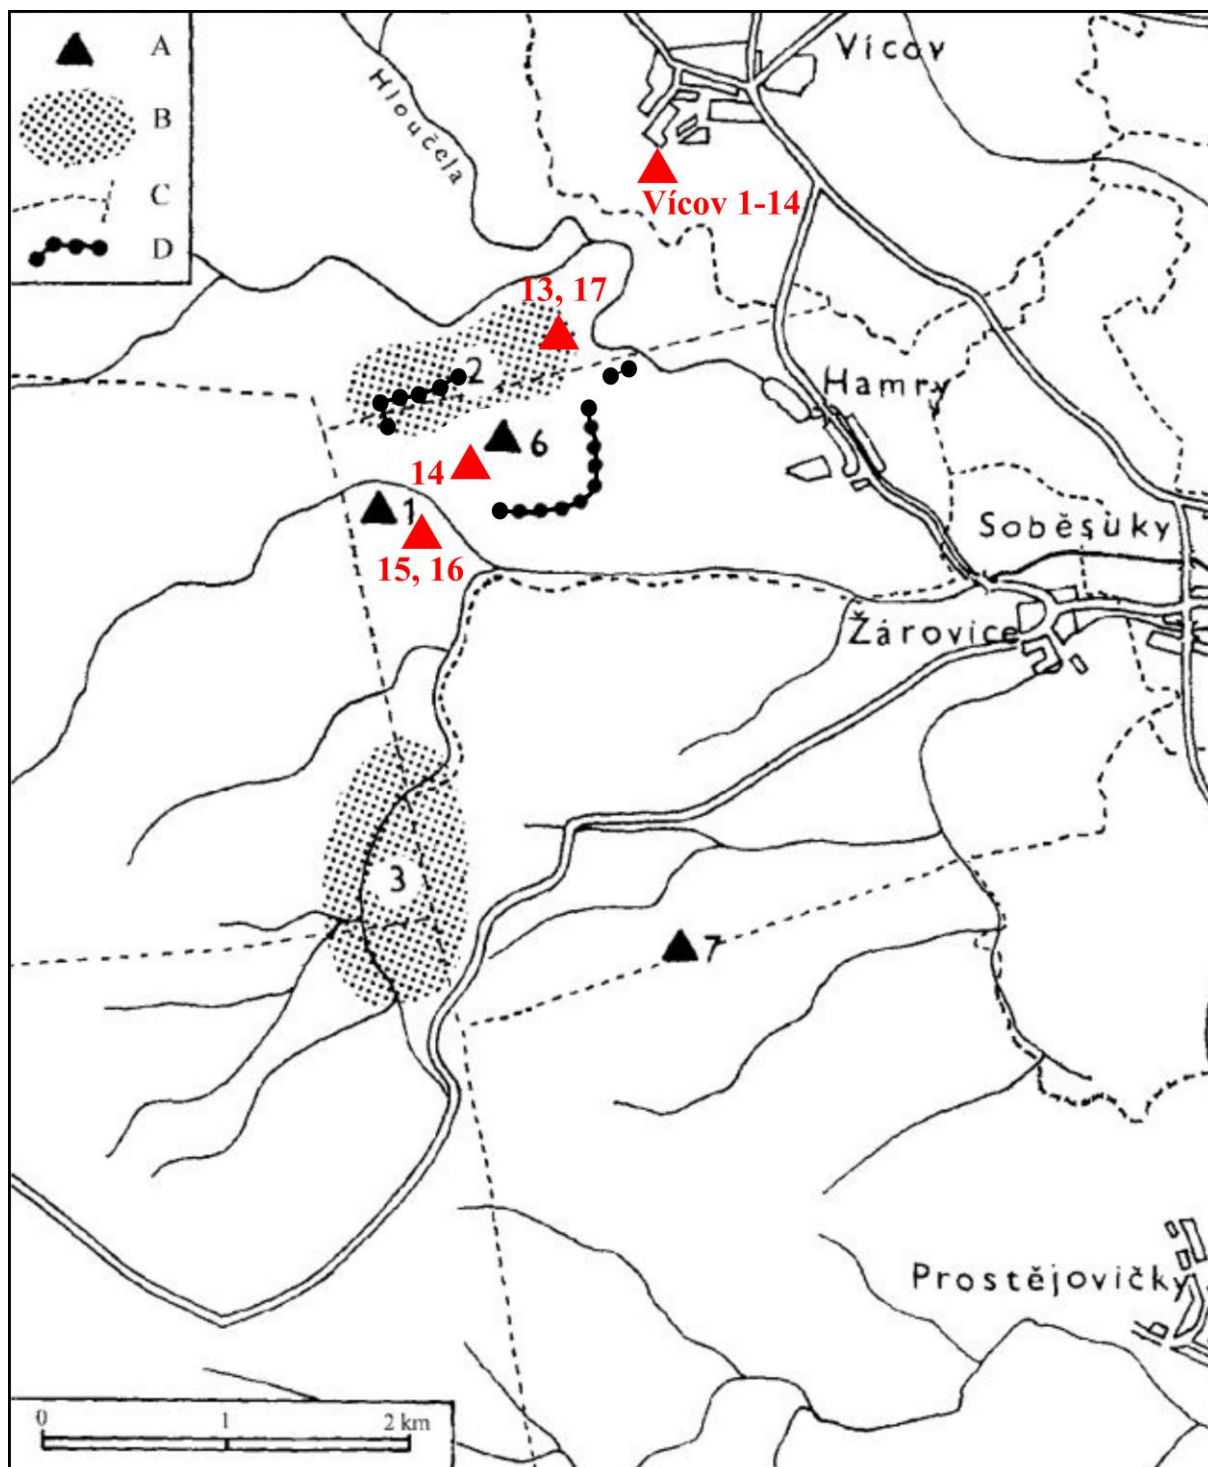 A
B
C
D
Hloučela
Vícov
Vícov 1-14
13, 17
2
Hamry
6
14
1
15, 16
Soběsuky
Žárovice
3
7
Prostějovičky
0 1 2 km